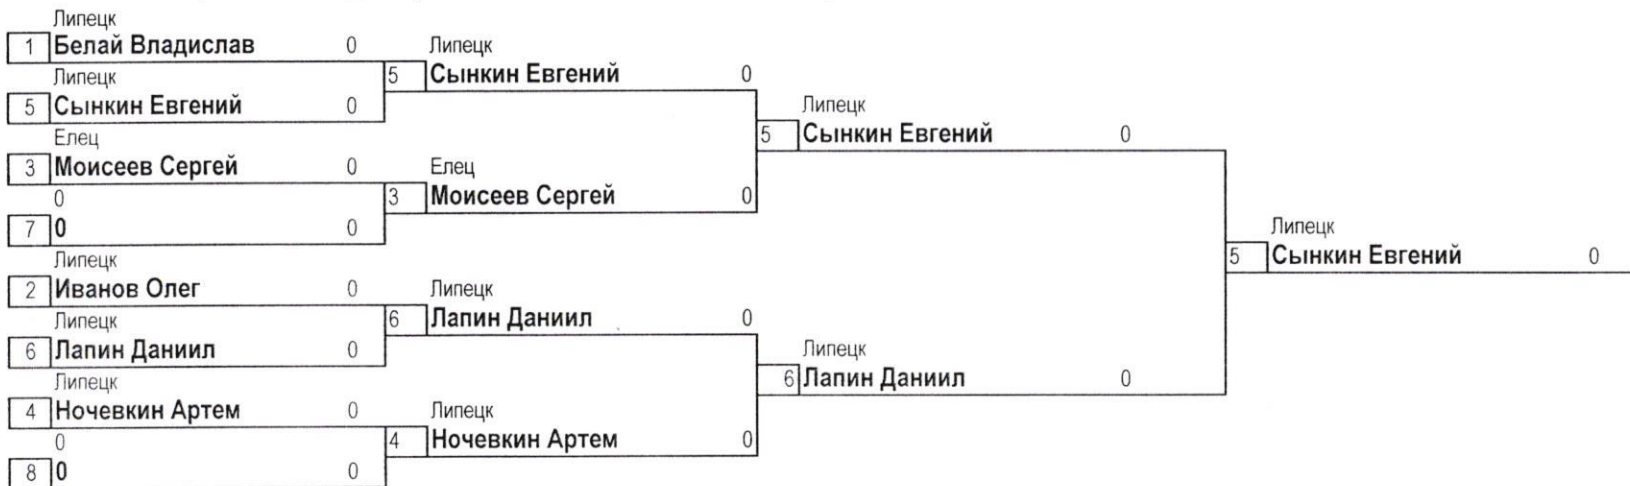 Липецк
1 Белай Владислав 0
Липецк
5 Сынкин Евгений 0
Елец
3 Моисеев Сергей 0
0
7 0 0
Липецк
2 Иванов Олег 0
Липецк
6 Лапин Даниил 0
Липецк
4 Ночевкин Артем 0
0
8 0 0
Липецк
5 Сынкин Евгений 0
Елец
3 Моисеев Сергей 0
Липецк
6 Лапин Даниил 0
Липецк
4 Ночевкин Артем 0
Липецк
5 Сынкин Евгений 0
Липецк
6 Лапин Даниил 0
Липецк
5 Сынкин Евгений 0